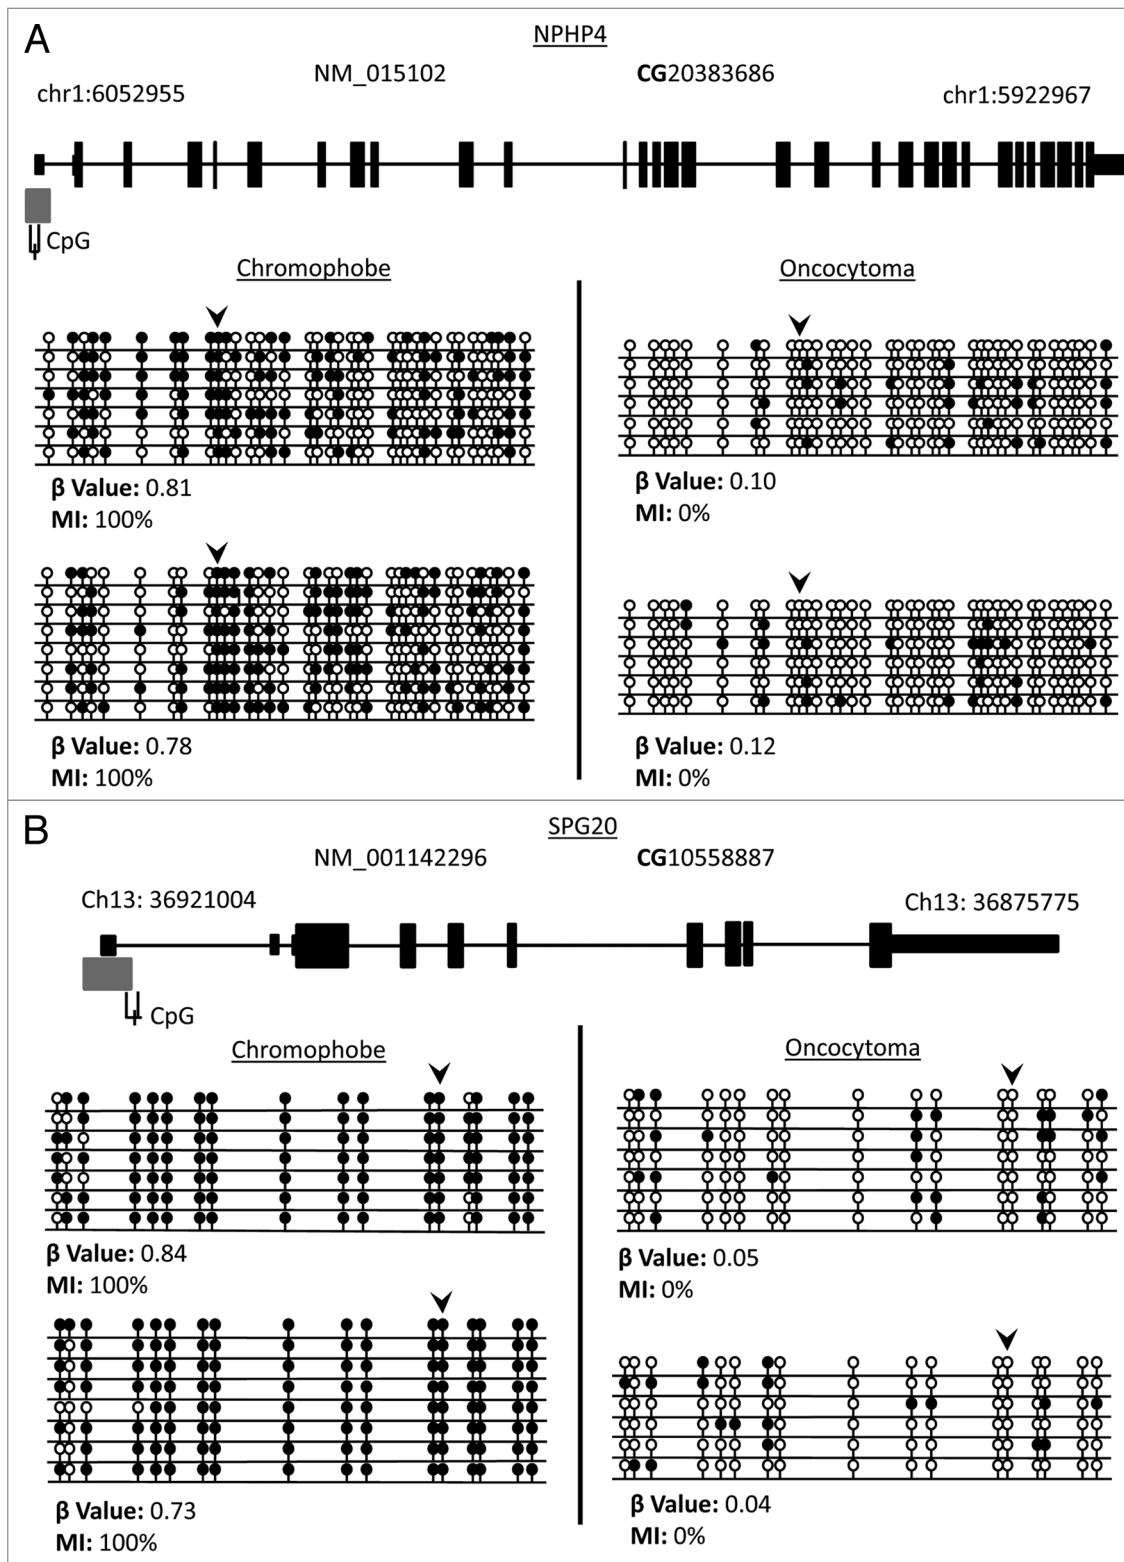 A
NPHP4
NM_015102 CG20383686
chr1:6052955 chr1:5922967
CpG
Chromophobe Oncocytoma
β Value: 0.81
MI: 100%
β Value: 0.10
MI: 0%
β Value: 0.78
MI: 100%
β Value: 0.12
MI: 0%
B
SPG20
NM_001142296 CG10558887
Ch13: 36921004 Ch13: 36875775
CpG
Chromophobe Oncocytoma
β Value: 0.84
MI: 100%
β Value: 0.05
MI: 0%
β Value: 0.73
MI: 100%
β Value: 0.04
MI: 0%